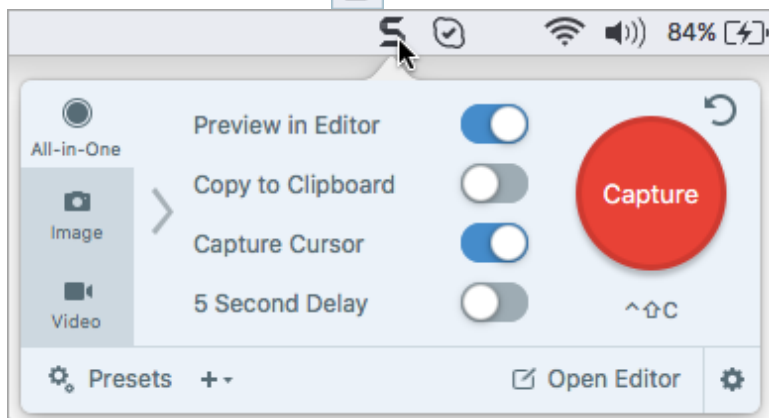 84%
All-in-One
Image
Video
Preview in Editor
Copy to Clipboard
Capture Cursor
5 Second Delay
Capture
^⇧C
Presets
Open Editor